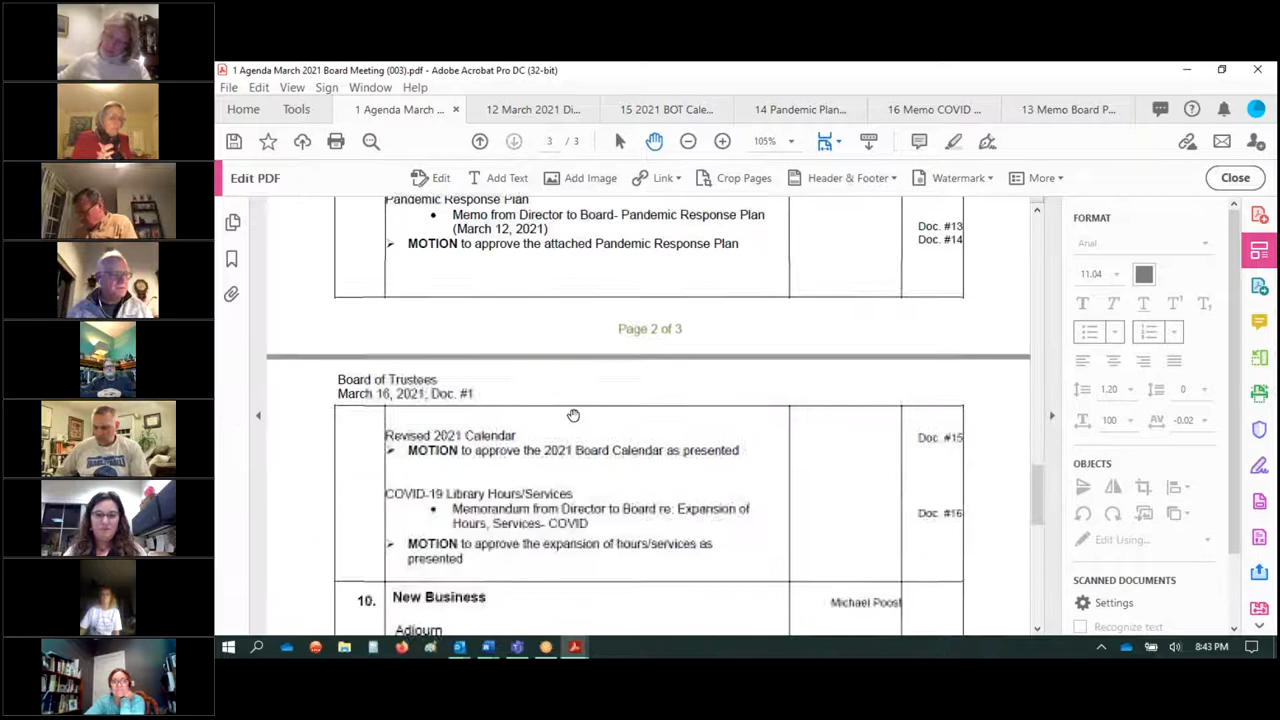 1 Agenda March 2021 Board Meeting (003).pdf - Adobe Acrobat Pro DC (32-bit)
File Edit View Window Help
Home Tools 1 Agenda March ... 12 March 2021 Di... 15 2021 BOT Cale... 14 Pandemic Plan... 16 Memo COVID ... 13 Memo Board P...
3 / 3 105%
Edit PDF Edit Add Text Add Image Link Crop Pages Header & Footer Watermark More Close
Pandemic Response Plan
• Memo from Director to Board- Pandemic Response Plan
(March 12, 2021)
Doc. #13
Doc. #14
➢ MOTION to approve the attached Pandemic Response Plan
Page 2 of 3
Board of Trustees
March 16, 2021; Doc. #1
Revised 2021 Calendar
Doc. #15
➢ MOTION to approve the 2021 Board Calendar as presented
COVID-19 Library Hours/Services
• Memorandum from Director to Board re: Expansion of
Hours, Services- COVID
Doc. #16
➢ MOTION to approve the expansion of hours/services as
presented
10. New Business Michael Poost
Adjourn
FORMAT
Arial
11.04
1.20 0
100 AV -0.02
OBJECTS
Edit Using...
SCANNED DOCUMENTS
Settings
Recognize text
8:43 PM